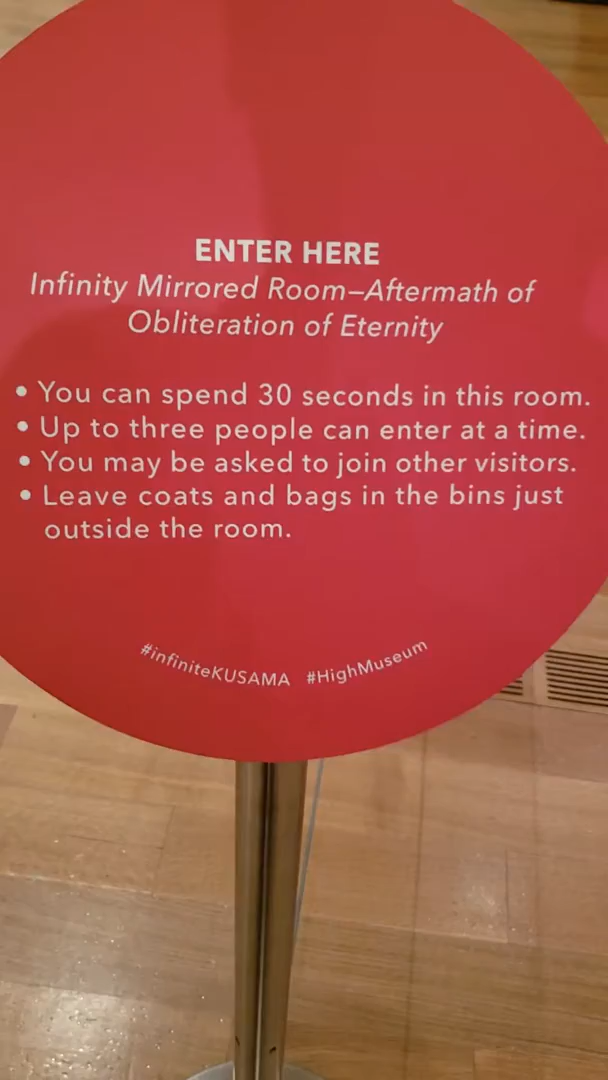 ENTER HERE
Infinity Mirrored Room—Aftermath of
Obliteration of Eternity
• You can spend 30 seconds in this room.
• Up to three people can enter at a time.
• You may be asked to join other visitors.
• Leave coats and bags in the bins just
outside the room.
#infiniteKUSAMA #HighMuseum